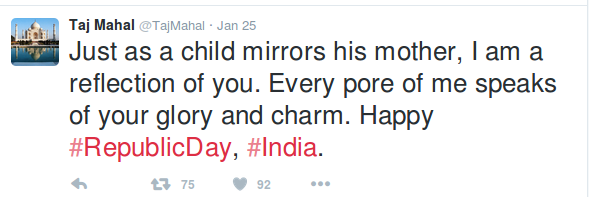 Taj Mahal @TajMahal · Jan 25
Just as a child mirrors his mother, I am a
reflection of you. Every pore of me speaks
of your glory and charm. Happy
#RepublicDay, #India.
75 92